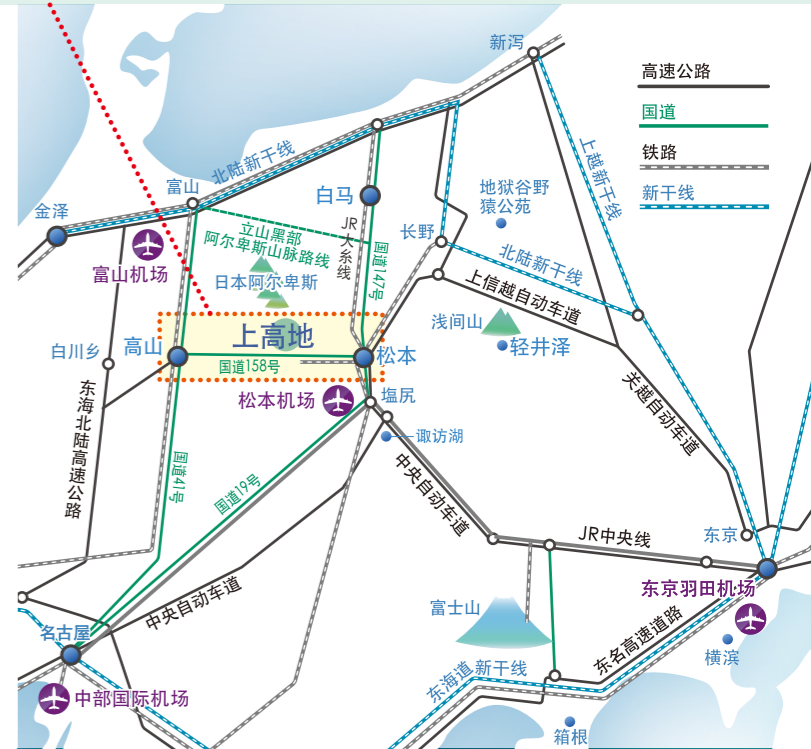 新泻
高速公路
国道
铁路
新干线
北陆新干线
上越新干线
富山
白马
地狱谷野
猿公苑
金泽
JR大糸线
长野
立山黑部
阿尔卑斯山脉路线
国道147号
北陆新干线
富山机场
日本阿尔卑斯
上信越自动车道
浅间山
上高地
轻井泽
白川乡
高山
松本
国道158号
松本机场
塩尻
关越自动车道
东海北陆高速公路
诹访湖
国道41号
国道19号
中央自动车道
JR中央线
东京
东京羽田机场
中央自动车道
富士山
东名高速道路
名古屋
横滨
东海道新干线
中部国际机场
箱根